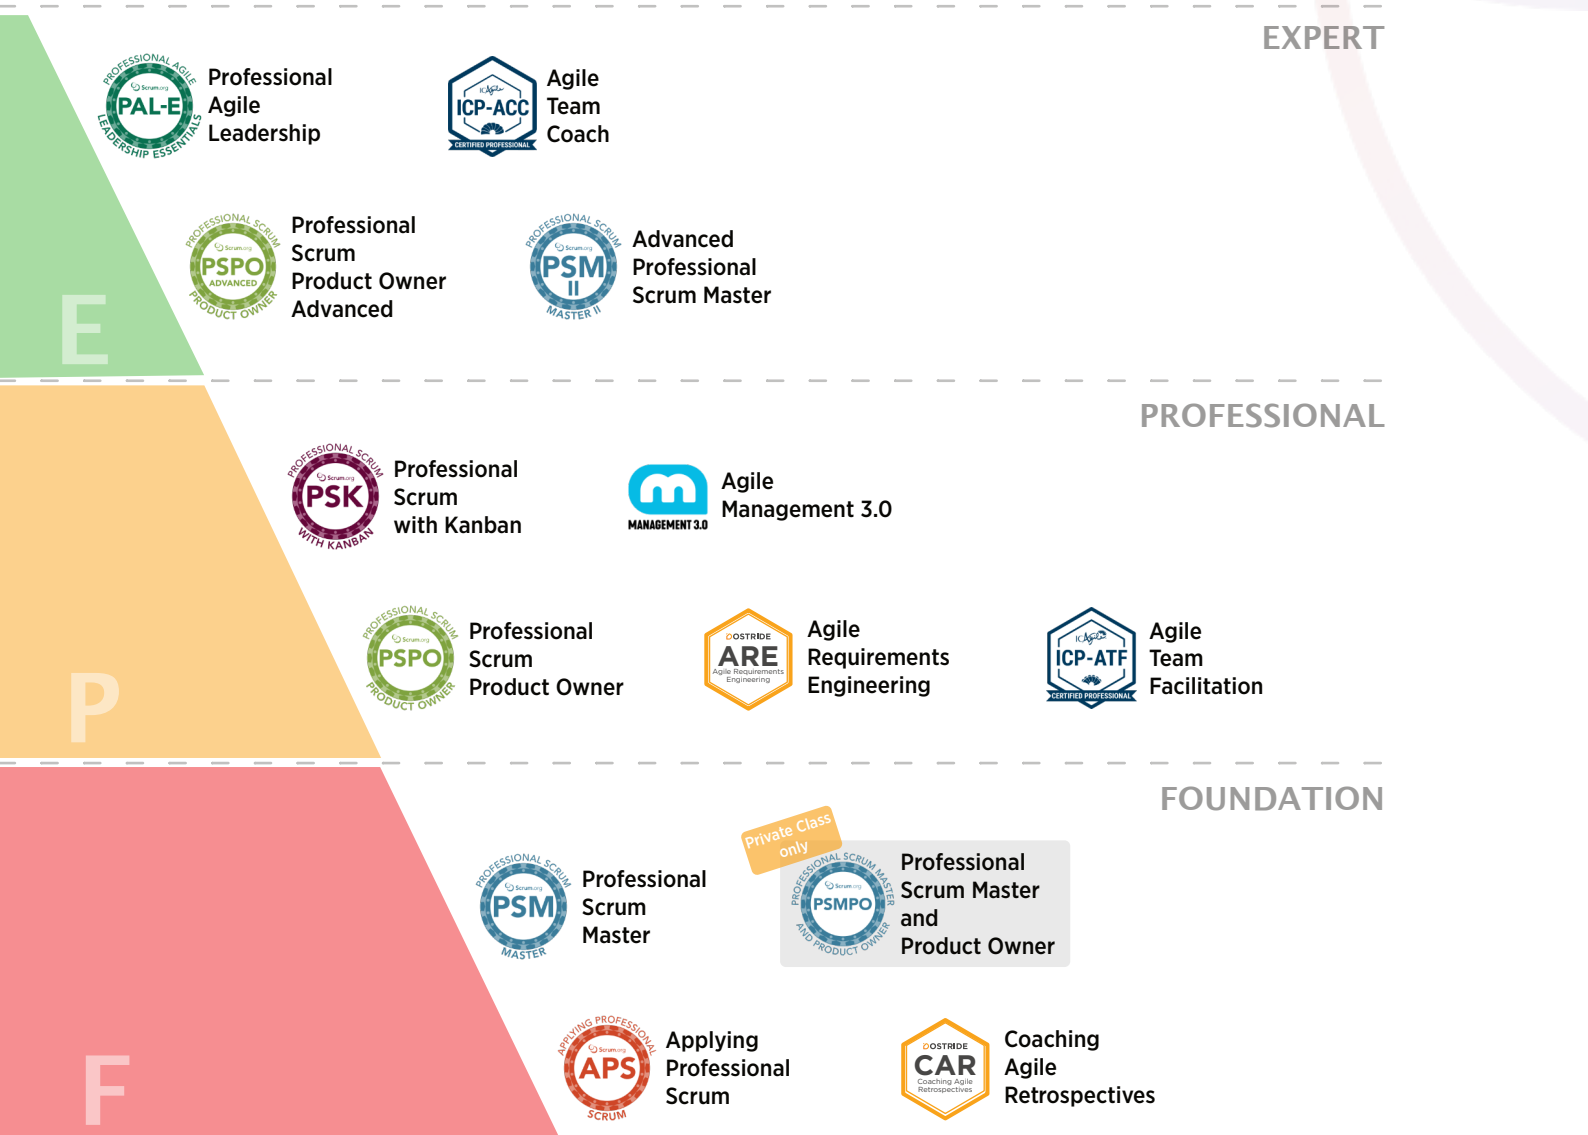 EXPERT
PROFESSIONAL AGILE
Scrum.org
PAL-E
LEADERSHIP ESSENTIALS
Professional
Agile
Leadership
ICAgile
ICP-ACC
CERTIFIED PROFESSIONAL
Agile
Team
Coach
PROFESSIONAL SCRUM
Scrum.org
PSPO
ADVANCED
PRODUCT OWNER
Professional
Scrum
Product Owner
Advanced
PROFESSIONAL SCRUM
Scrum.org
PSM
II
MASTER II
Advanced
Professional
Scrum Master
E
PROFESSIONAL
PROFESSIONAL SCRUM
Scrum.org
PSK
WITH KANBAN
Professional
Scrum
with Kanban
MANAGEMENT 3.0
Agile
Management 3.0
PROFESSIONAL SCRUM
Scrum.org
PSPO
PRODUCT OWNER
Professional
Scrum
Product Owner
OSTRIDE
ARE
Agile Requirements
Engineering
Agile
Requirements
Engineering
ICAgile
ICP-ATF
CERTIFIED PROFESSIONAL
Agile
Team
Facilitation
P
FOUNDATION
PROFESSIONAL SCRUM
Scrum.org
PSM
MASTER
Professional
Scrum
Master
Private Class
only
PROFESSIONAL SCRUM MASTER
Scrum.org
PSMPO
AND PRODUCT OWNER
Professional
Scrum Master
and
Product Owner
APPLYING PROFESSIONAL
Scrum.org
APS
SCRUM
Applying
Professional
Scrum
OSTRIDE
CAR
Coaching Agile
Retrospectives
Coaching
Agile
Retrospectives
F